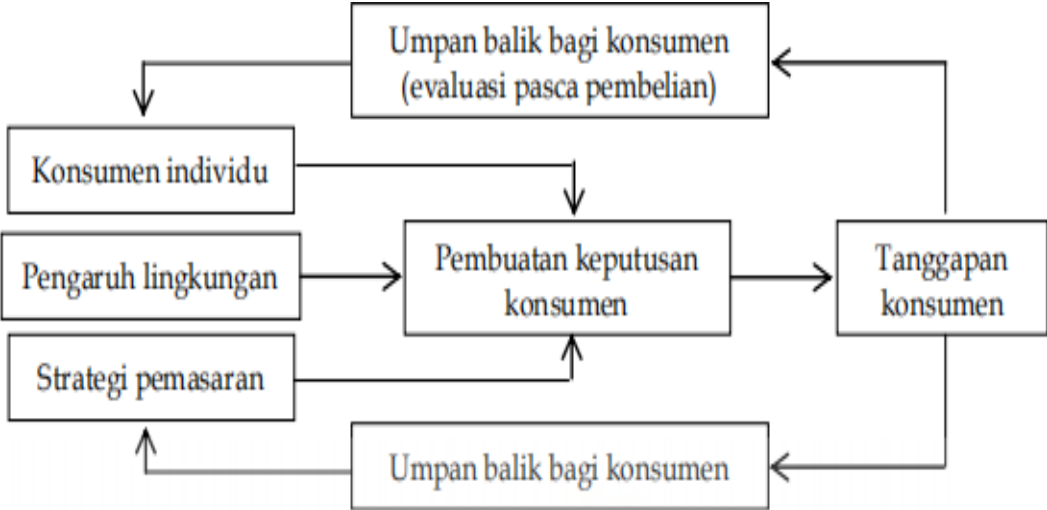 Umpan balik bagi konsumen
(evaluasi pasca pembelian)
Konsumen individu
Pengaruh lingkungan
Pembuatan keputusan
konsumen
Tanggapan
konsumen
Strategi pemasaran
Umpan balik bagi konsumen